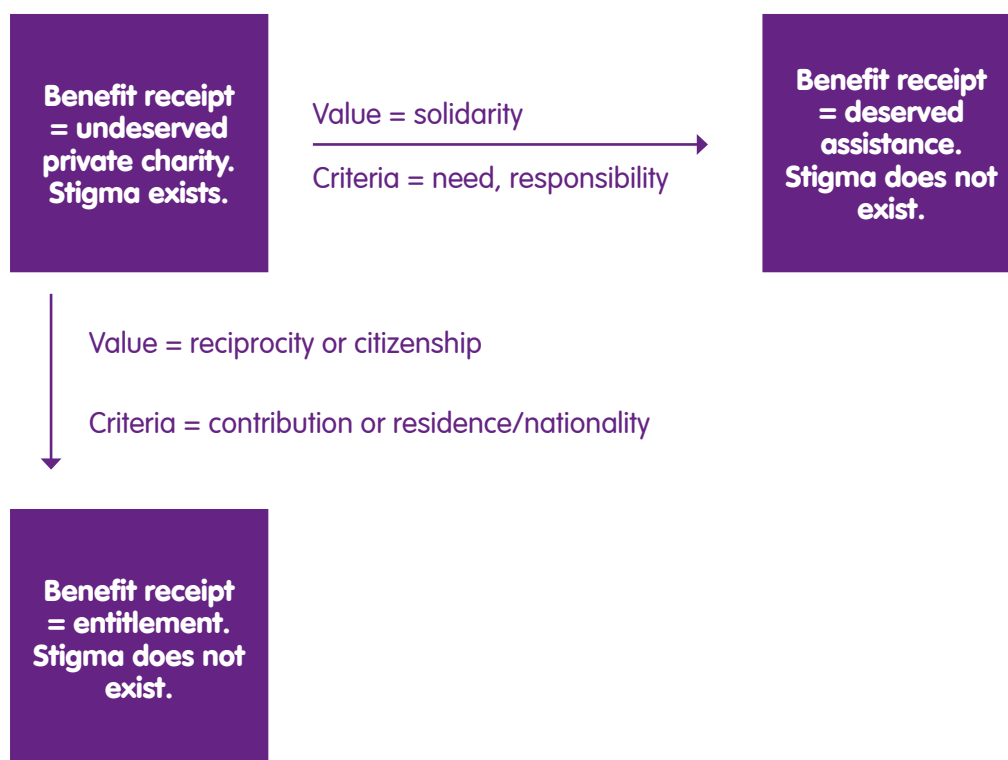 Benefit receipt
= undeserved
private charity.
Stigma exists.
Value = solidarity
Criteria = need, responsibility
Benefit receipt
= deserved
assistance.
Stigma does not
exist.
Value = reciprocity or citizenship
Criteria = contribution or residence/nationality
Benefit receipt
= entitlement.
Stigma does not
exist.